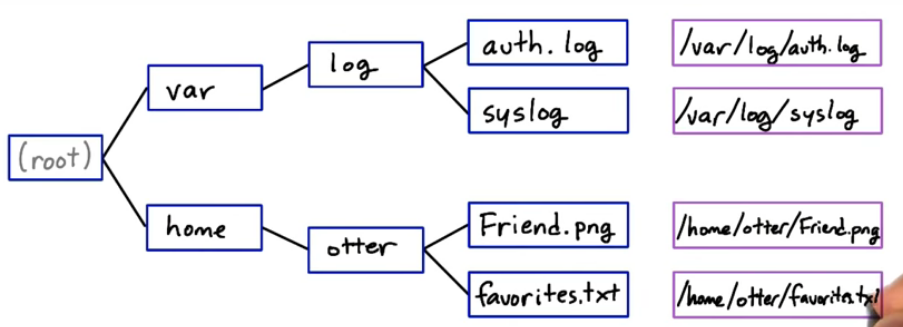 auth.log
/var/log/auth.log
log
var
syslog
/var/log/syslog
(root)
home
Friend.png
/home/otter/Friend.png
otter
favorites.txt
/home/otter/favorites.txt